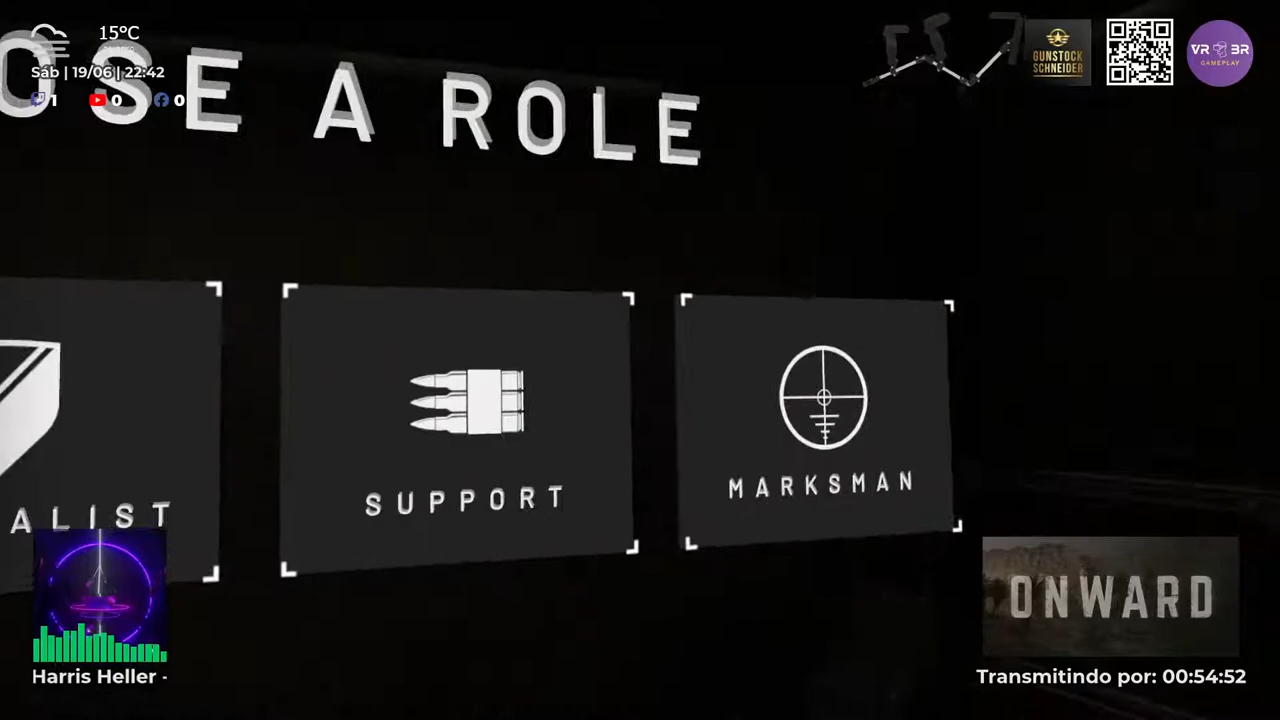 15°C
Sáb | 19/06 | 22:42
1 0 0
OSE A ROLE
GUNSTOCK
SCHNEIDER
VR BR
GAMEPLAY
ALIST
SUPPORT
MARKSMAN
ONWARD
Harris Heller -
Transmitindo por: 00:54:52